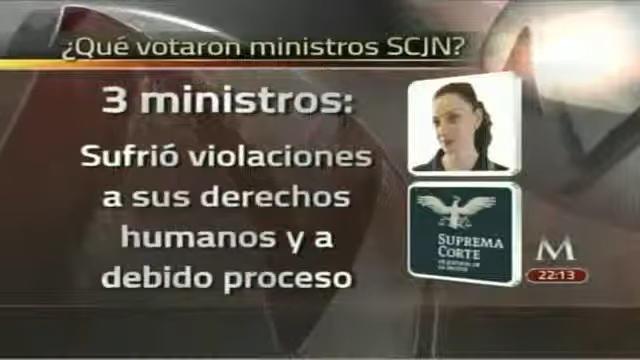 ¿Qué votaron ministros SCJN?
3 ministros:
Sufrió violaciones
a sus derechos
humanos y a
debido proceso
SUPREMA
CORTE
M
22:13